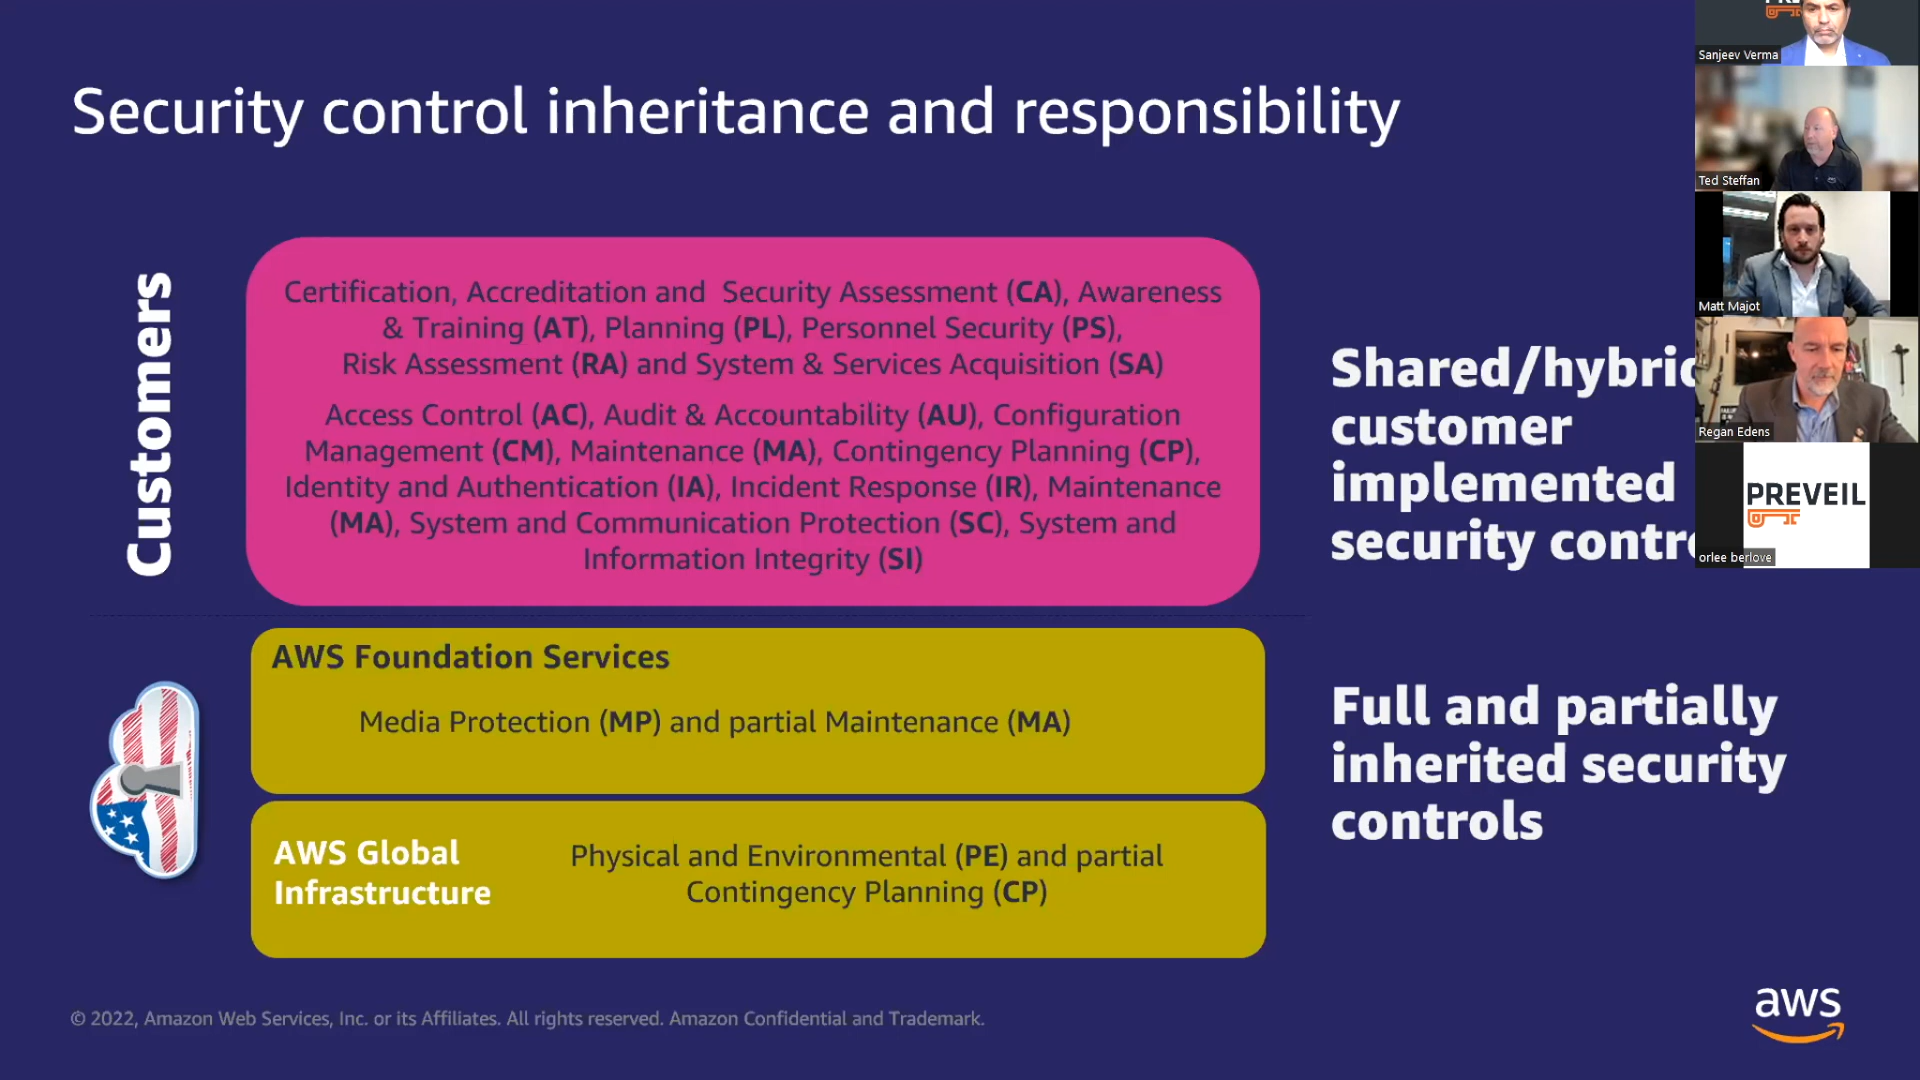 Security control inheritance and responsibility
Customers
Certification, Accreditation and  Security Assessment (CA), Awareness
& Training (AT), Planning (PL), Personnel Security (PS),
Risk Assessment (RA) and System & Services Acquisition (SA)
Access Control (AC), Audit & Accountability (AU), Configuration
Management (CM), Maintenance (MA), Contingency Planning (CP),
Identity and Authentication (IA), Incident Response (IR), Maintenance
(MA), System and Communication Protection (SC), System and
Information Integrity (SI)
Shared/hybrid
customer
implemented
security contr
AWS Foundation Services
Media Protection (MP) and partial Maintenance (MA)
AWS Global
Infrastructure
Physical and Environmental (PE) and partial
Contingency Planning (CP)
Full and partially
inherited security
controls
© 2022, Amazon Web Services, Inc. or its Affiliates. All rights reserved. Amazon Confidential and Trademark.
aws
Sanjeev Verma
Ted Steffan
Matt Majot
Regan Edens
PREVEIL
orlee berlove